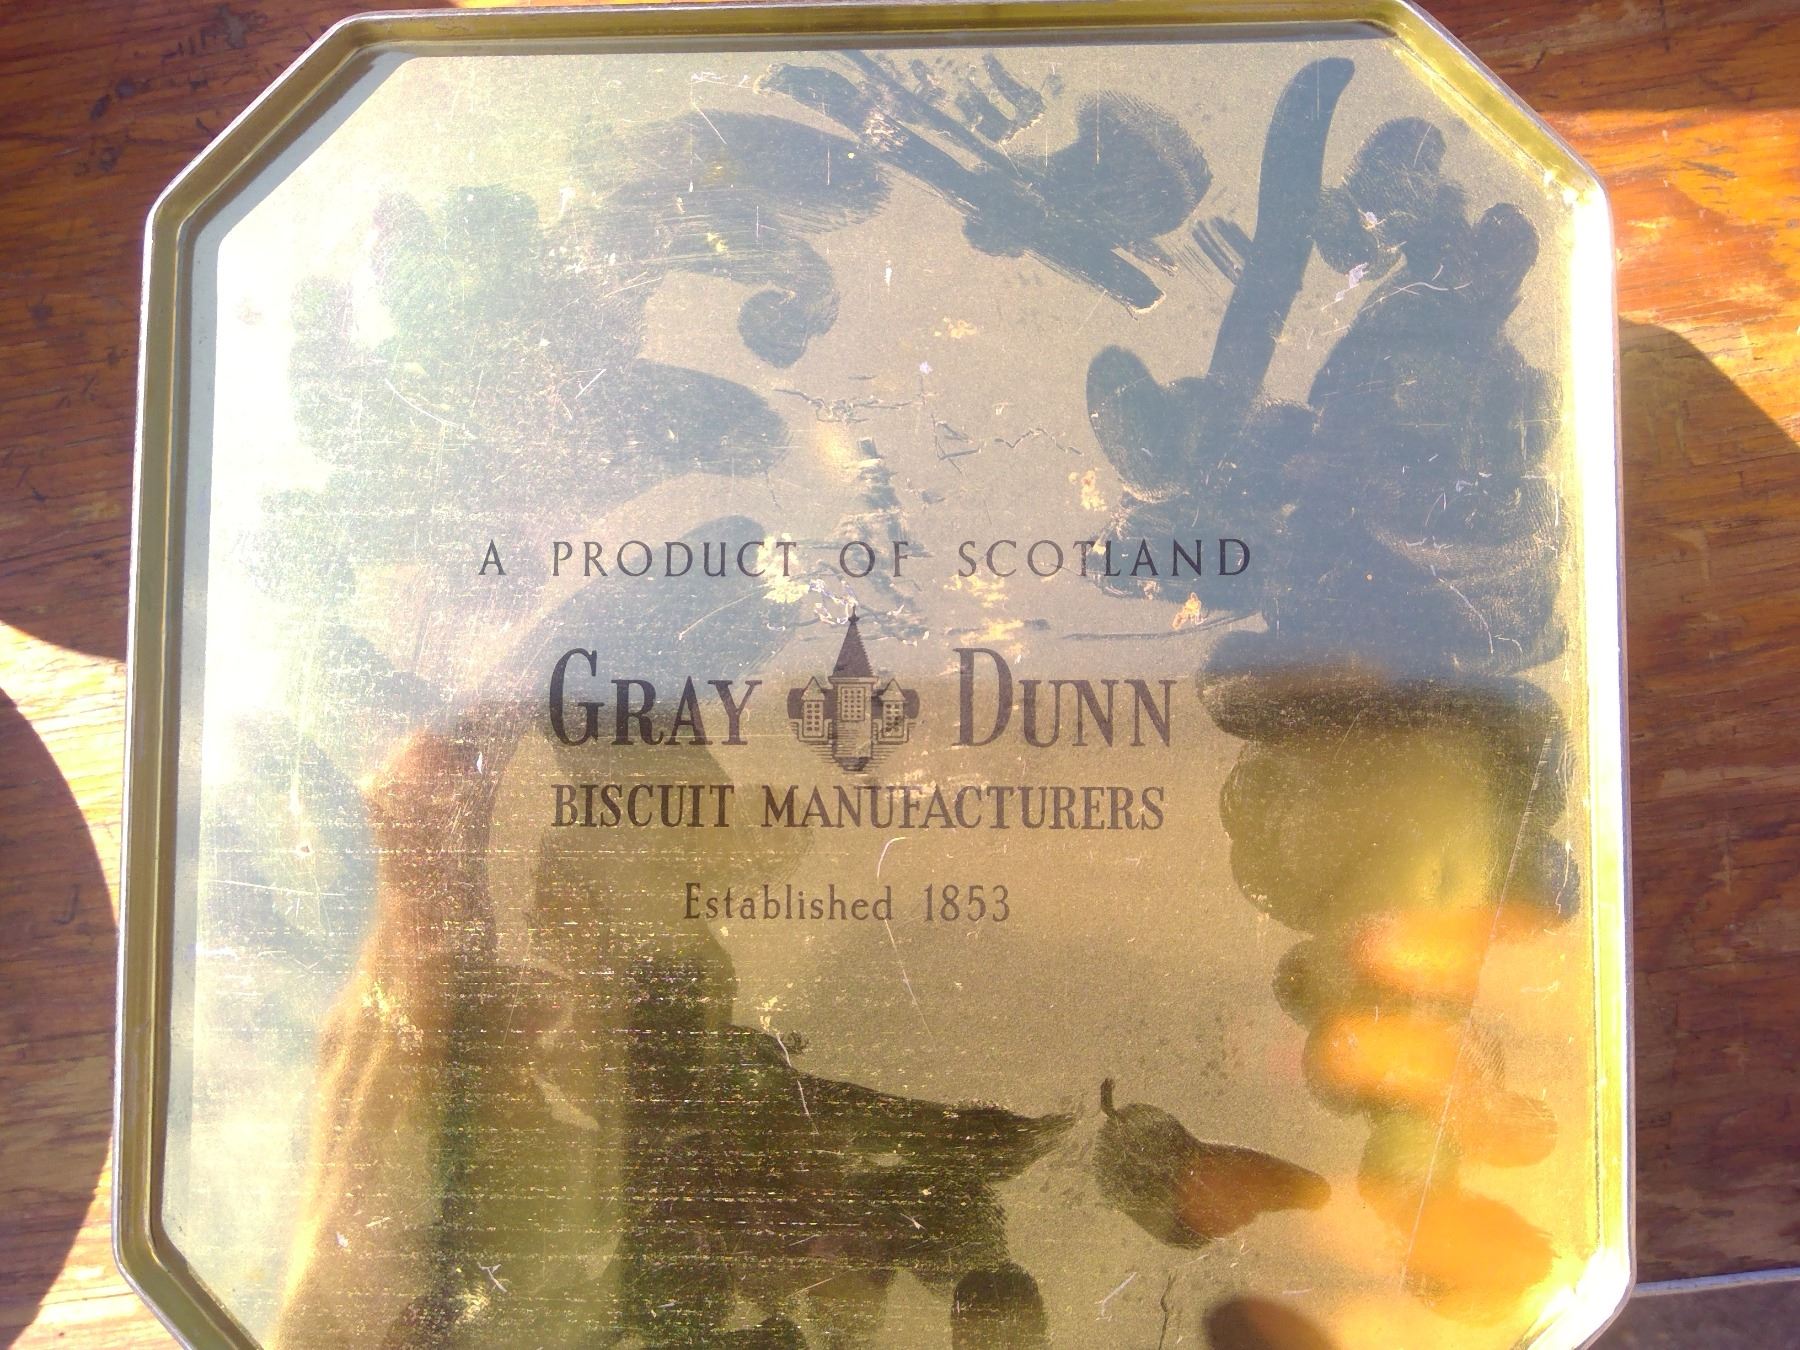 A PRODUCT OF SCOTLAND
GRAY DUNN
BISCUIT MANUFACTURERS
Established 1853